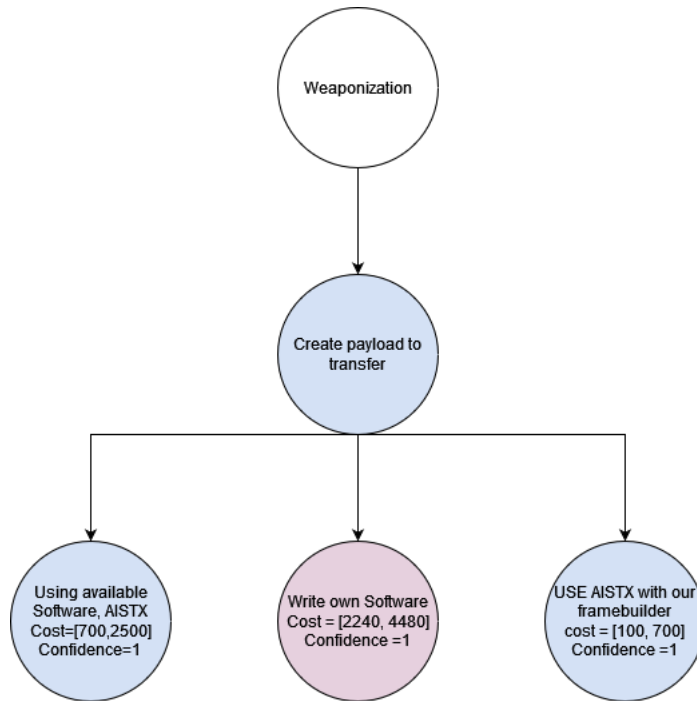 Weaponization
Create payload to
transfer
Using available
Software, AISTX
Cost=[700,2500]
Confidence=1
Write own Software
Cost = [2240, 4480]
Confidence =1
USE AISTX with our
framebuilder
cost = [100, 700]
Confidence =1